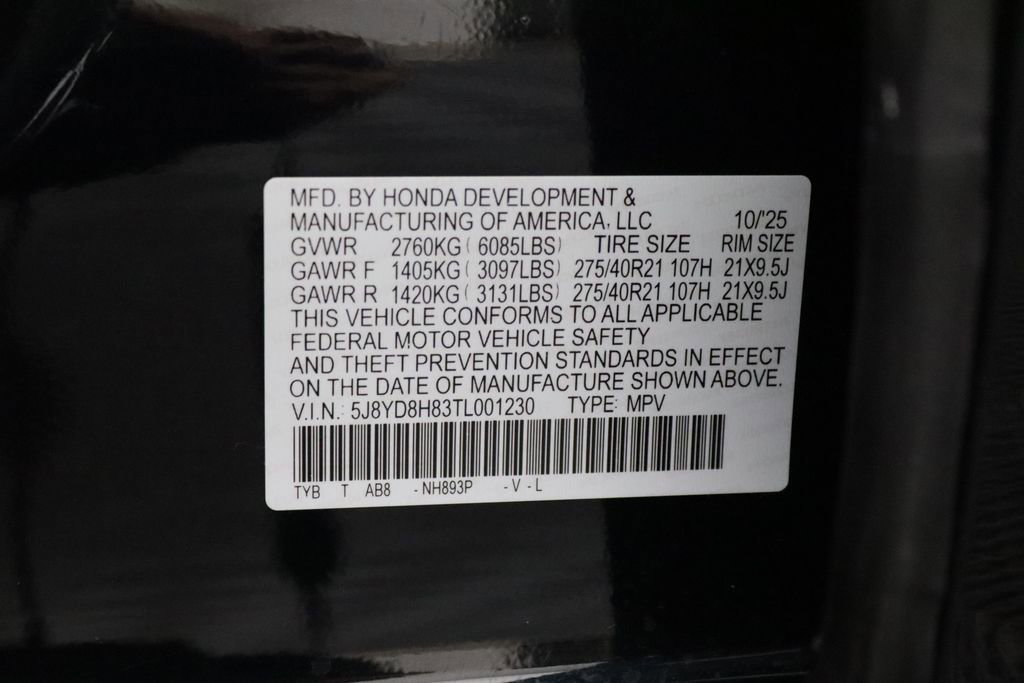 MFD. BY HONDA DEVELOPMENT &
MANUFACTURING OF AMERICA, LLC 10/'25
GVWR 2760KG ( 6085LBS) TIRE SIZE RIM SIZE
GAWR F 1405KG ( 3097LBS) 275/40R21 107H 21X9.5J
GAWR R 1420KG ( 3131LBS) 275/40R21 107H 21X9.5J
THIS VEHICLE CONFORMS TO ALL APPLICABLE
FEDERAL MOTOR VEHICLE SAFETY
AND THEFT PREVENTION STANDARDS IN EFFECT
ON THE DATE OF MANUFACTURE SHOWN ABOVE.
V.I.N.: 5J8YD8H83TL001230 TYPE: MPV
TYB T AB8 -NH893P -V-L